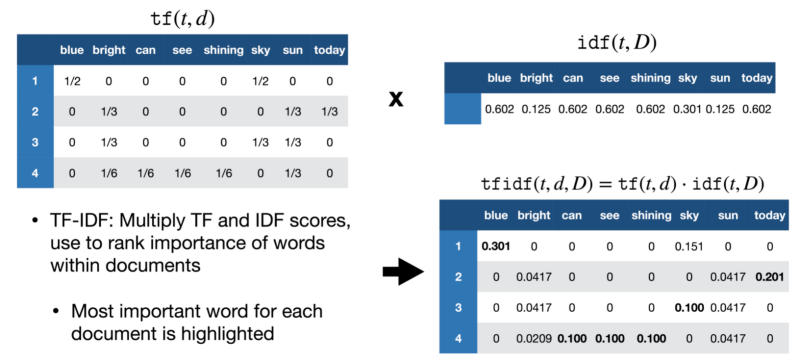 tf(t, d)
blue bright can see shining sky sun today
1 1/2 0 0 0 0 1/2 0 0
2 0 1/3 0 0 0 0 1/3 1/3
3 0 1/3 0 0 0 1/3 1/3 0
4 0 1/6 1/6 1/6 1/6 0 1/3 0
x
idf(t, D)
blue bright can see shining sky sun today
0.602 0.125 0.602 0.602 0.602 0.301 0.125 0.602
• TF-IDF: Multiply TF and IDF scores,
use to rank importance of words
within documents
• Most important word for each
document is highlighted
tfidf(t, d, D) = tf(t, d) · idf(t, D)
blue bright can see shining sky sun today
1 0.301 0 0 0 0 0.151 0 0
2 0 0.0417 0 0 0 0 0.0417 0.201
3 0 0.0417 0 0 0 0.100 0.0417 0
4 0 0.0209 0.100 0.100 0.100 0 0.0417 0